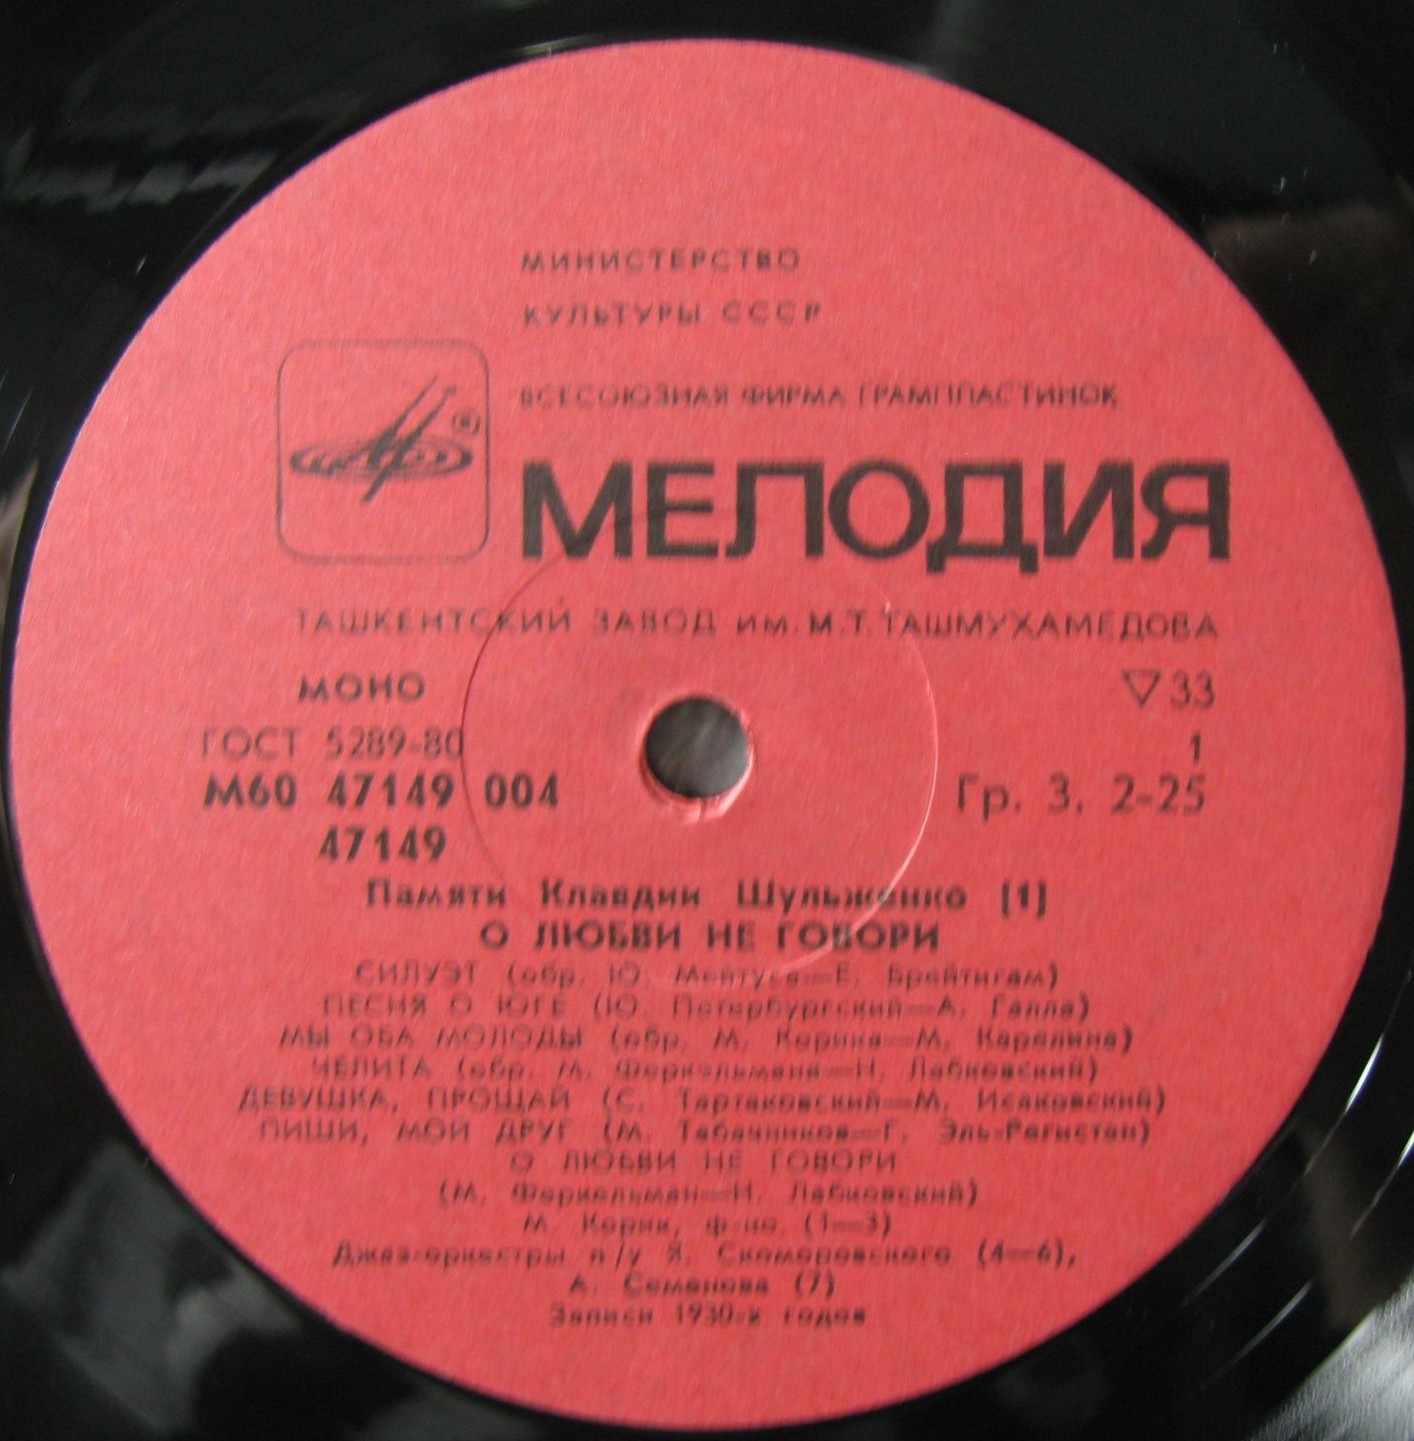 МИНИСТЕРСТВО
КУЛЬТУРЫ СССР
ВСЕСОЮЗНАЯ ФИРМА ГРАМПЛАСТИНОК
®
МЕЛОДИЯ
ТАШКЕНТСКИЙ ЗАВОД им. М.Т. ТАШМУХАМЕДОВА
МОНО ▽33
ГОСТ 5289-80 1
М60 47149 004 Гр. 3. 2-25
47149
Памяти Клавдии Шульженко [1]
О ЛЮБВИ НЕ ГОВОРИ
СИЛУЭТ (обр. Ю. Мейтуса—Е. Брейтигам)
ПЕСНЯ О ЮГЕ (Ю. Петербургский—А. Галла)
МЫ ОБА МОЛОДЫ (обр. М. Корика—М. Карелина)
ЧЕЛИТА (обр. М. Феркельмана—Н. Лабковский)
ДЕВУШКА, ПРОЩАЙ (С. Тартаковский—М. Исаковский)
ПИШИ, МОЙ ДРУГ (М. Табачников—Г. Эль-Регистан)
О ЛЮБВИ НЕ ГОВОРИ
(М. Феркельман—Н. Лабковский)
М. Корик, ф-но (1—3)
Джаз-оркестры п/у Я. Скоморовского (4—6),
А. Семенова (7)
Записи 1930-х годов